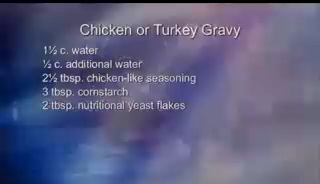 Chicken or Turkey Gravy
1½ c. water
½ c. additional water
2½ tbsp. chicken-like seasoning
3 tbsp. cornstarch
2 tbsp. nutritional yeast flakes